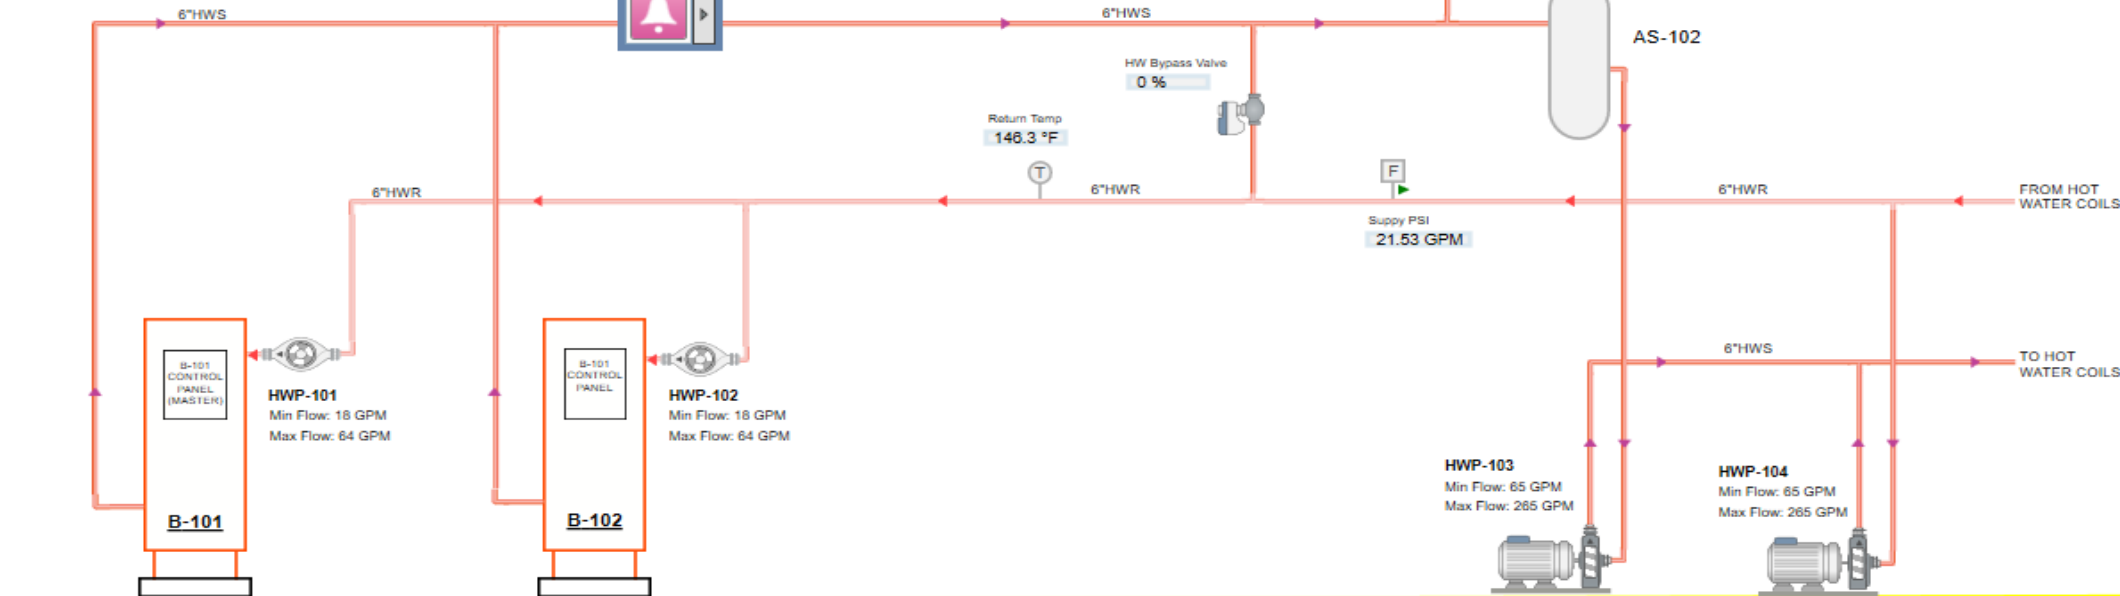 6"HWS
6"HWS
AS-102
HW Bypass Valve
0 %
Return Temp
146.3 °F
T
F
6"HWR
6"HWR
6"HWR
FROM HOT
WATER COILS
Suppy PSI
21.53 GPM
6"HWS
TO HOT
WATER COILS
B-101
CONTROL
PANEL
(MASTER)
HWP-101
Min Flow: 18 GPM
Max Flow: 64 GPM
B-101
B-101
CONTROL
PANEL
HWP-102
Min Flow: 18 GPM
Max Flow: 64 GPM
B-102
HWP-103
Min Flow: 65 GPM
Max Flow: 265 GPM
HWP-104
Min Flow: 65 GPM
Max Flow: 265 GPM